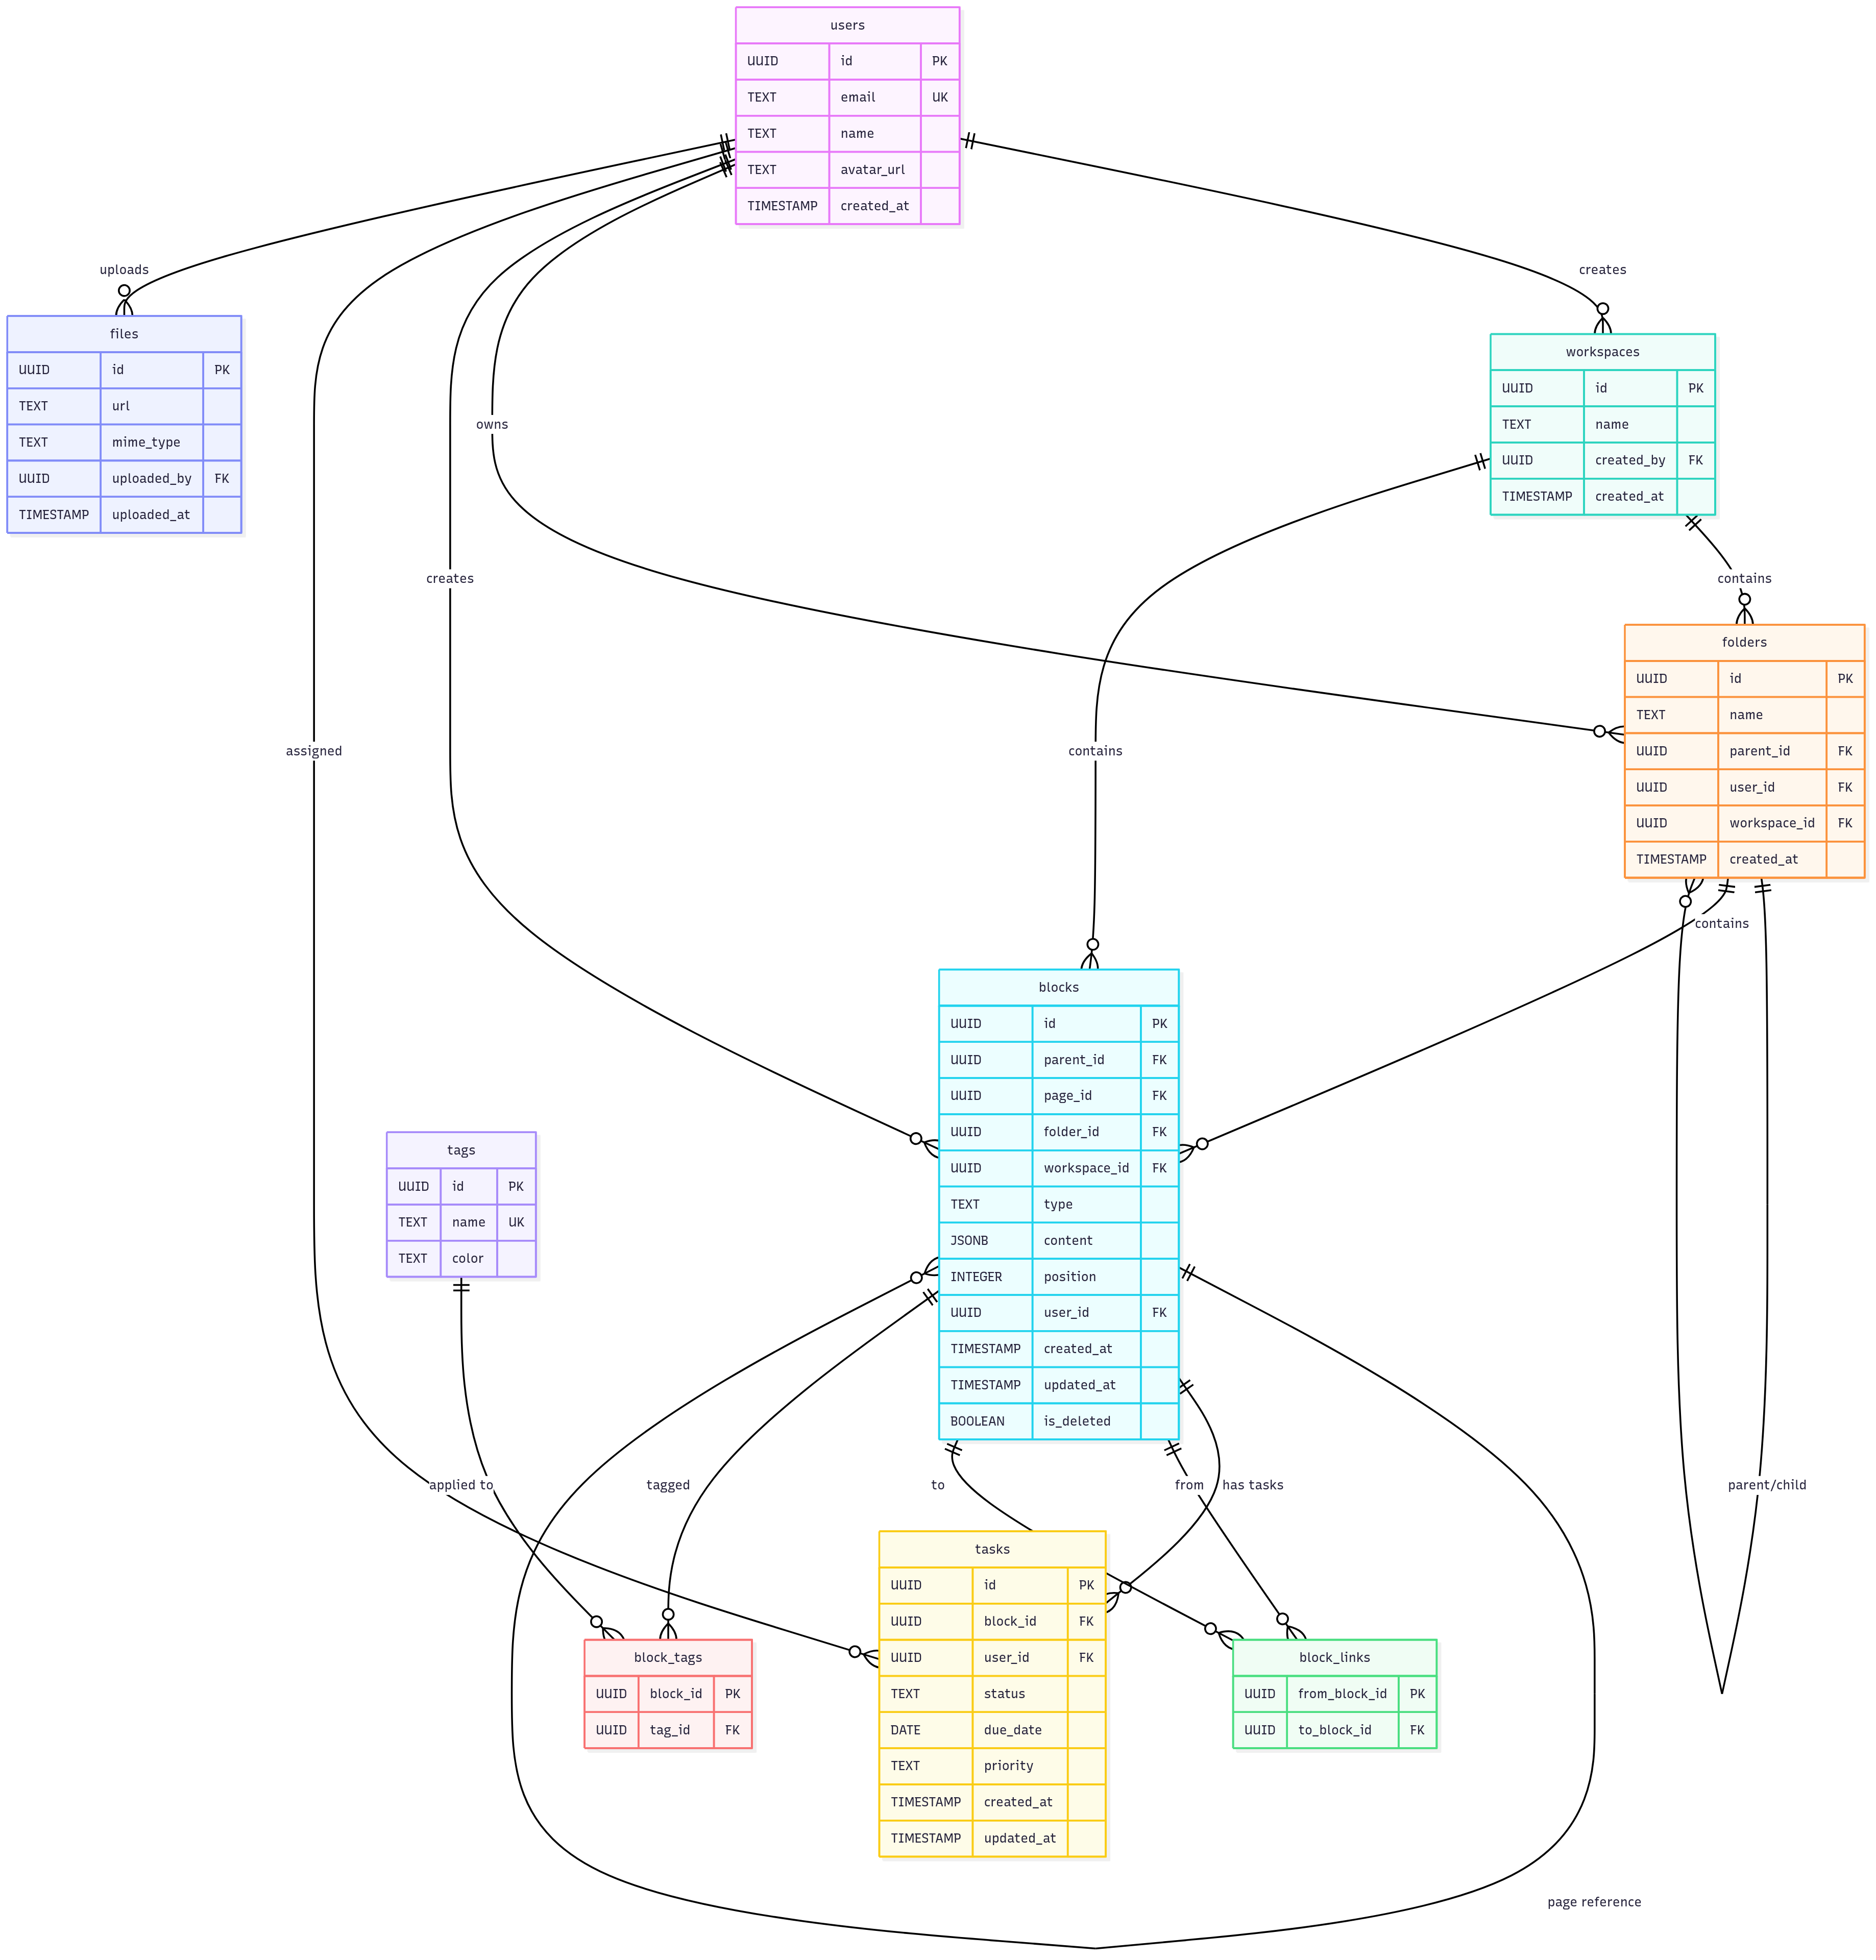 users
UUID id PK
TEXT email UK
TEXT name
TEXT avatar_url
TIMESTAMP created_at
uploads
creates
files
UUID id PK
TEXT url
TEXT mime_type
UUID uploaded_by FK
TIMESTAMP uploaded_at
workspaces
UUID id PK
TEXT name
UUID created_by FK
TIMESTAMP created_at
owns
creates
contains
folders
UUID id PK
TEXT name
UUID parent_id FK
UUID user_id FK
UUID workspace_id FK
TIMESTAMP created_at
assigned
contains
contains
blocks
UUID id PK
UUID parent_id FK
UUID page_id FK
UUID folder_id FK
UUID workspace_id FK
TEXT type
JSONB content
INTEGER position
UUID user_id FK
TIMESTAMP created_at
TIMESTAMP updated_at
BOOLEAN is_deleted
tags
UUID id PK
TEXT name UK
TEXT color
applied to
tagged
to
from
has tasks
parent/child
tasks
UUID id PK
UUID block_id FK
UUID user_id FK
TEXT status
DATE due_date
TEXT priority
TIMESTAMP created_at
TIMESTAMP updated_at
block_tags
UUID block_id PK
UUID tag_id FK
block_links
UUID from_block_id PK
UUID to_block_id FK
page reference